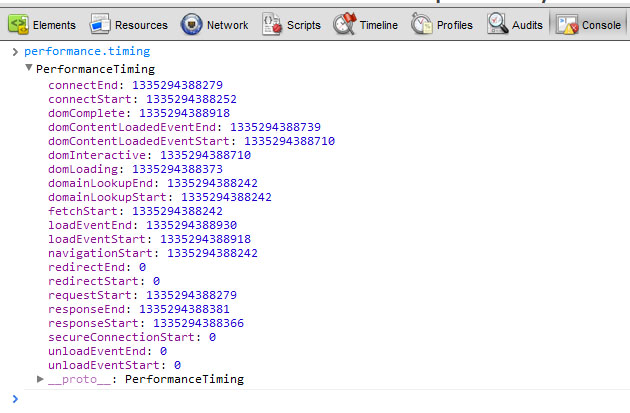 Elements Resources Network Scripts Timeline Profiles Audits Console
> performance.timing
▼PerformanceTiming
connectEnd: 1335294388279
connectStart: 1335294388252
domComplete: 1335294388918
domContentLoadedEventEnd: 1335294388739
domContentLoadedEventStart: 1335294388710
domInteractive: 1335294388710
domLoading: 1335294388373
domainLookupEnd: 1335294388242
domainLookupStart: 1335294388242
fetchStart: 1335294388242
loadEventEnd: 1335294388930
loadEventStart: 1335294388918
navigationStart: 1335294388242
redirectEnd: 0
redirectStart: 0
requestStart: 1335294388279
responseEnd: 1335294388381
responseStart: 1335294388366
secureConnectionStart: 0
unloadEventEnd: 0
unloadEventStart: 0
▶__proto__: PerformanceTiming
>